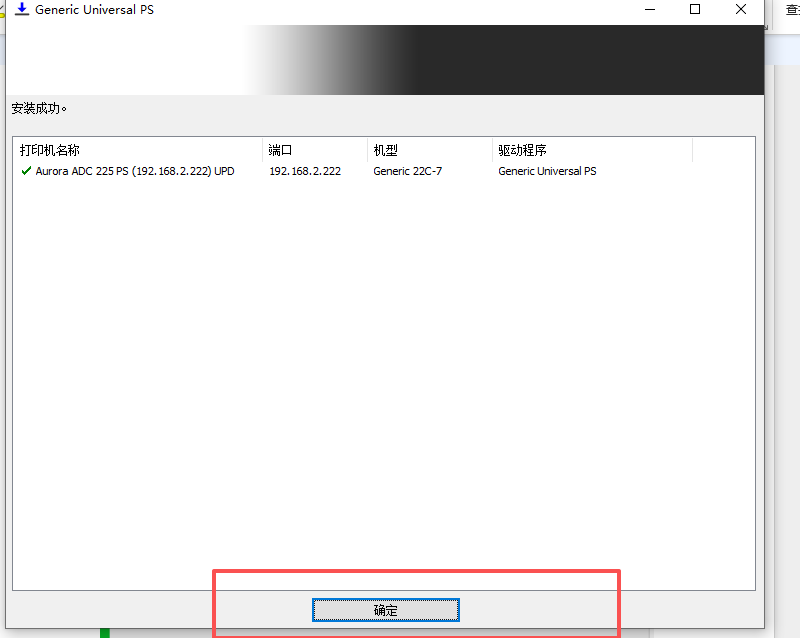 Generic Universal PS
安装成功。
打印机名称 端口 机型 驱动程序
Aurora ADC 225 PS (192.168.2.222) UPD 192.168.2.222 Generic 22C-7 Generic Universal PS
确定